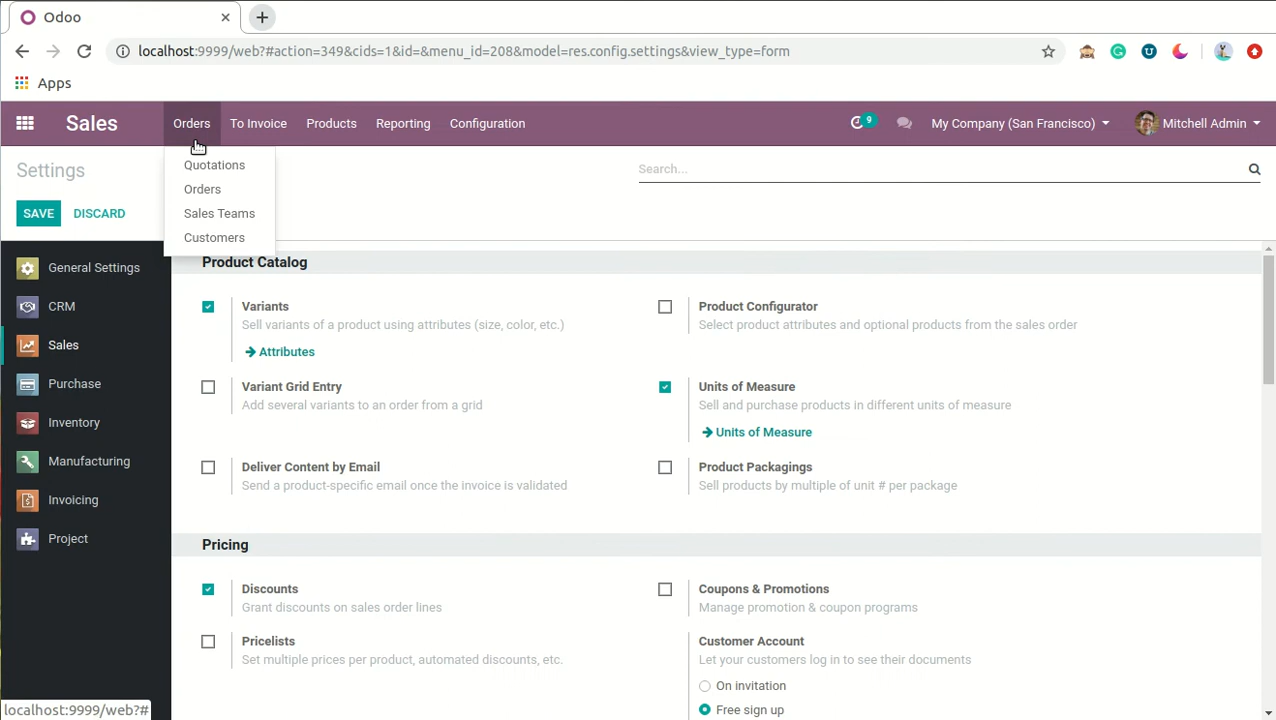 Odoo
localhost:9999/web?#action=349&cids=1&id=&menu_id=208&model=res.config.settings&view_type=form
Apps
Sales Orders To Invoice Products Reporting Configuration 9 My Company (San Francisco) Mitchell Admin
Settings
Search...
SAVE DISCARD
Quotations
Orders
Sales Teams
Customers
General Settings
CRM
Sales
Purchase
Inventory
Manufacturing
Invoicing
Project
Product Catalog
Variants
Sell variants of a product using attributes (size, color, etc.)
Attributes
Product Configurator
Select product attributes and optional products from the sales order
Variant Grid Entry
Add several variants to an order from a grid
Units of Measure
Sell and purchase products in different units of measure
Units of Measure
Deliver Content by Email
Send a product-specific email once the invoice is validated
Product Packagings
Sell products by multiple of unit # per package
Pricing
Discounts
Grant discounts on sales order lines
Coupons & Promotions
Manage promotion & coupon programs
Pricelists
Set multiple prices per product, automated discounts, etc.
Customer Account
Let your customers log in to see their documents
On invitation
Free sign up
localhost:9999/web?#